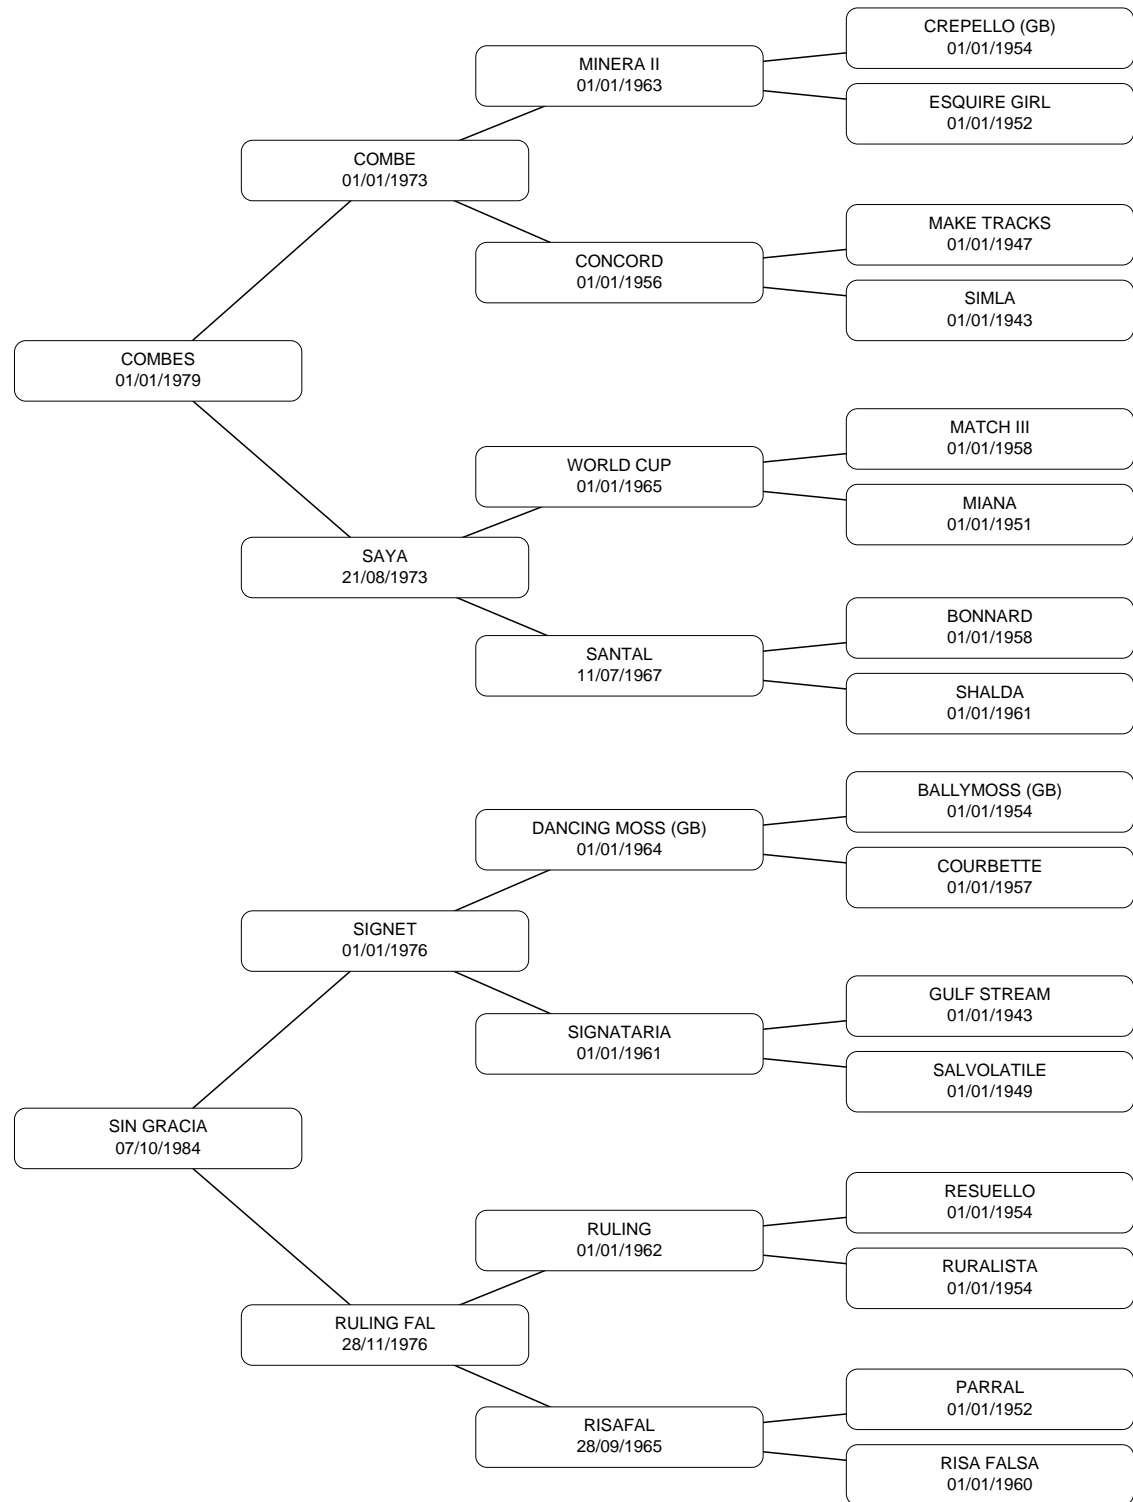 CREPELLO (GB)
01/01/1954
MINERA II
01/01/1963
ESQUIRE GIRL
01/01/1952
COMBE
01/01/1973
MAKE TRACKS
01/01/1947
CONCORD
01/01/1956
SIMLA
01/01/1943
COMBES
01/01/1979
MATCH III
01/01/1958
WORLD CUP
01/01/1965
MIANA
01/01/1951
SAYA
21/08/1973
BONNARD
01/01/1958
SANTAL
11/07/1967
SHALDA
01/01/1961
BALLYMOSS (GB)
01/01/1954
DANCING MOSS (GB)
01/01/1964
COURBETTE
01/01/1957
SIGNET
01/01/1976
GULF STREAM
01/01/1943
SIGNATARIA
01/01/1961
SALVOLATILE
01/01/1949
SIN GRACIA
07/10/1984
RESUELLO
01/01/1954
RULING
01/01/1962
RURALISTA
01/01/1954
RULING FAL
28/11/1976
PARRAL
01/01/1952
RISAFAL
28/09/1965
RISA FALSA
01/01/1960